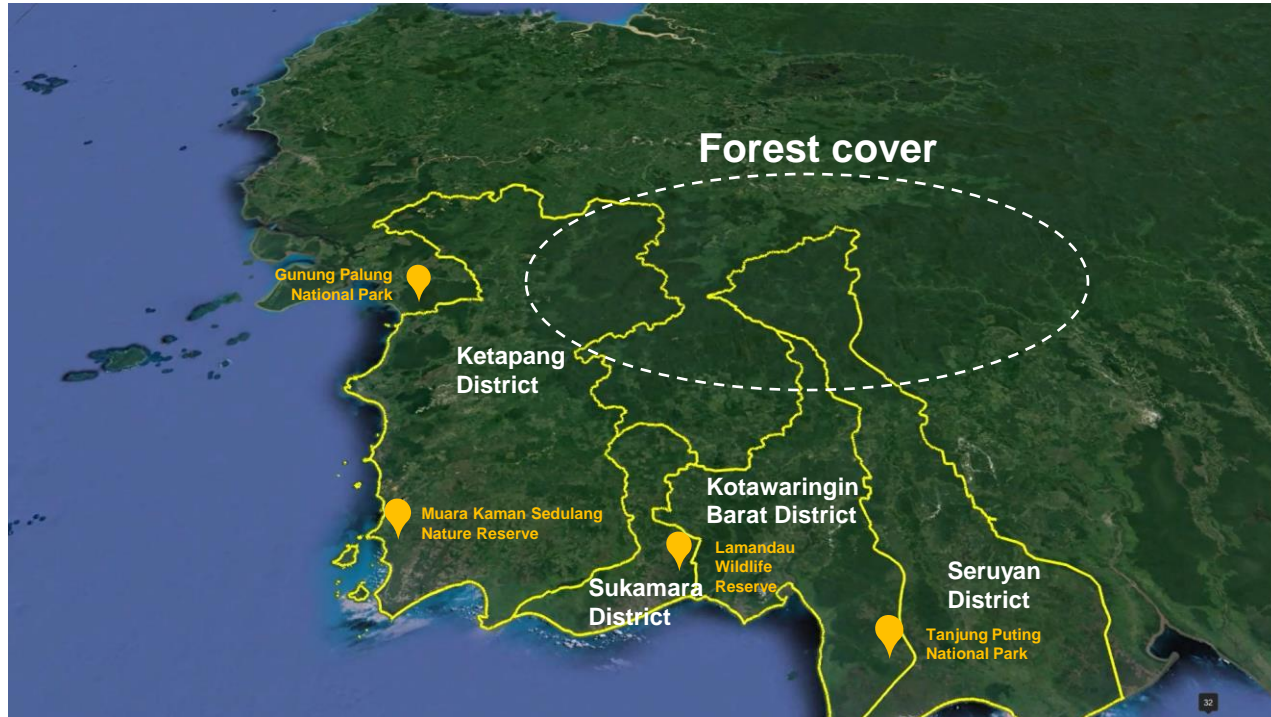 Forest cover
Gunung Palung
National Park
Ketapang
District
Kotawaringin
Barat District
Muara Kaman Sedulang
Nature Reserve
Lamandau
Wildlife
Reserve
Seruyan
District
Sukamara
District
Tanjung Puting
National Park
32